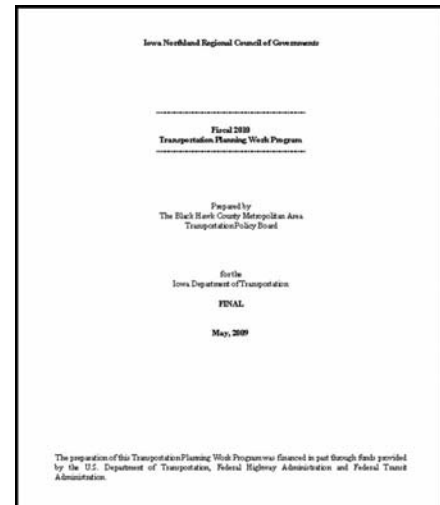 Iowa Northland Regional Council of Governments
Fiscal 2010
Transportation Planning Work Program
Prepared by
The Black Hawk County Metropolitan Area
Transportation Policy Board
for the
Iowa Department of Transportation
FINAL
May, 2009
The preparation of this Transportation Planning Work Program was financed in part through funds provided
by the U.S. Department of Transportation, Federal Highway Administration and Federal Transit
Administration.